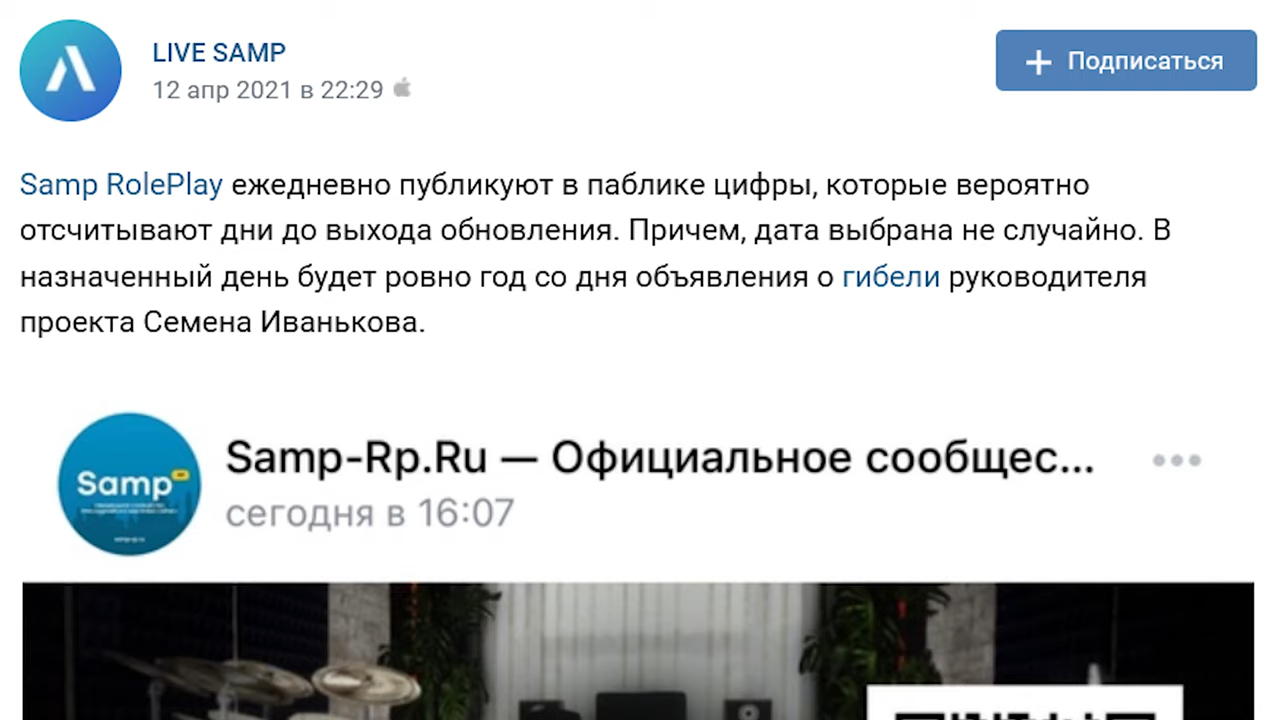 LIVE SAMP
12 апр 2021 в 22:29
Подписаться
Samp RolePlay ежедневно публикуют в паблике цифры, которые вероятно
отсчитывают дни до выхода обновления. Причем, дата выбрана не случайно. В
назначенный день будет ровно год со дня объявления о гибели руководителя
проекта Семена Иванькова.
Samp-Rp.Ru — Официальное сообщес...
сегодня в 16:07
Samp